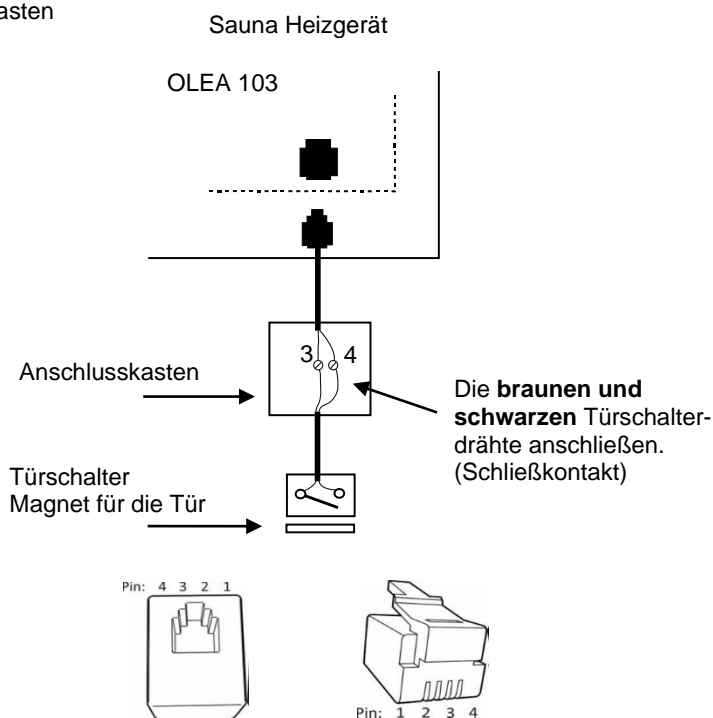 asten
Sauna Heizgerät
OLEA 103
3 4
Anschlusskasten
Die braunen und
schwarzen Türschalter-
drähte anschließen.
(Schließkontakt)
Türschalter
Magnet für die Tür
Pin: 4 3 2 1
Pin: 1 2 3 4